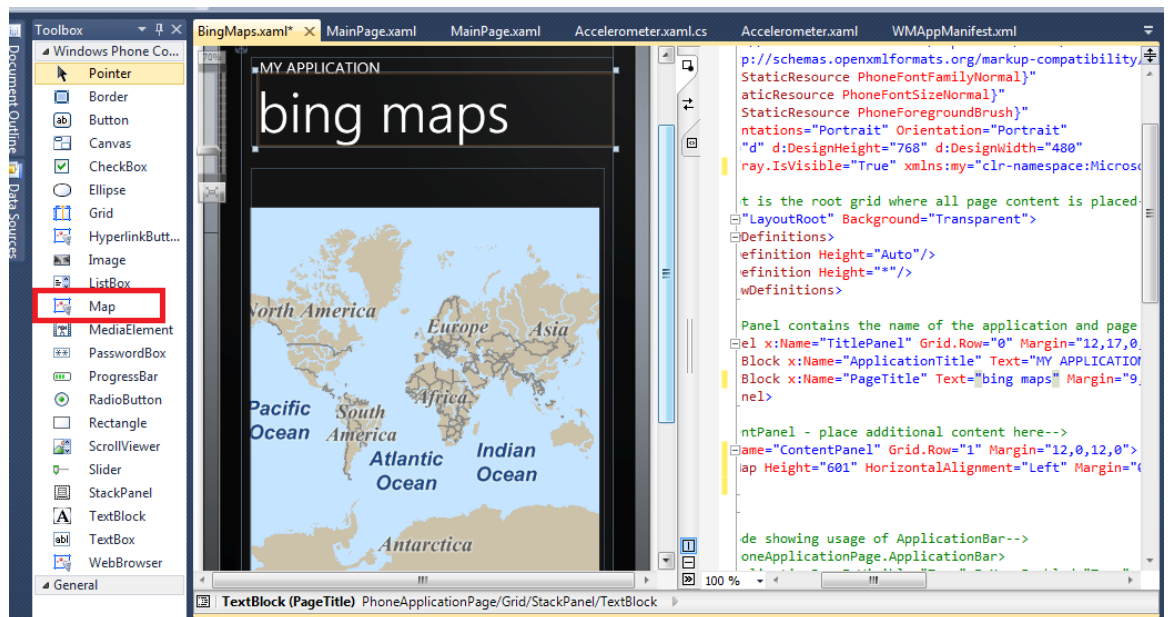 Document Outline
Data Sources
Toolbox
Windows Phone Co...
Pointer
Border
Button
Canvas
CheckBox
Ellipse
Grid
HyperlinkButt...
Image
ListBox
Map
MediaElement
PasswordBox
ProgressBar
RadioButton
Rectangle
ScrollViewer
Slider
StackPanel
TextBlock
TextBox
WebBrowser
General
BingMaps.xaml* MainPage.xaml MainPage.xaml Accelerometer.xaml.cs Accelerometer.xaml WMAppManifest.xml
70%
MY APPLICATION
bing maps
North America
Europe
Asia
Africa
Pacific
Ocean
South
America
Atlantic
Ocean
Indian
Ocean
Antarctica
p://schemas.openxmlformats.org/markup-compatibility/
StaticResource PhoneFontFamilyNormal}"
aticResource PhoneFontSizeNormal}"
StaticResource PhoneForegroundBrush}"
ntations="Portrait" Orientation="Portrait"
"d" d:DesignHeight="768" d:DesignWidth="480"
ray.IsVisible="True" xmlns:my="clr-namespace:Microso
t is the root grid where all page content is placed-
"LayoutRoot" Background="Transparent">
Definitions>
efinition Height="Auto"/>
efinition Height="*"/>
wDefinitions>
Panel contains the name of the application and page
el x:Name="TitlePanel" Grid.Row="0" Margin="12,17,0,
Block x:Name="ApplicationTitle" Text="MY APPLICATION
Block x:Name="PageTitle" Text="bing maps" Margin="9,
nel>
ntPanel - place additional content here-->
ame="ContentPanel" Grid.Row="1" Margin="12,0,12,0">
ap Height="601" HorizontalAlignment="Left" Margin="0
de showing usage of ApplicationBar-->
oneApplicationPage.ApplicationBar>
100 %
TextBlock (PageTitle) PhoneApplicationPage/Grid/StackPanel/TextBlock